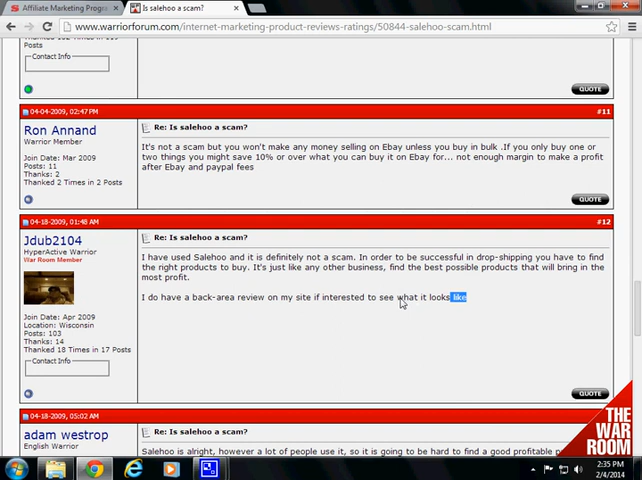 Affiliate Marketing Progra
Is salehoo a scam?
www.warriorforum.com/internet-marketing-product-reviews-ratings/50844-salehoo-scam.html
Posts:
Contact Info
QUOTE
04-04-2009, 02:47 PM
#11
Ron Annand
Warrior Member
Join Date: Mar 2009
Posts: 11
Thanks: 2
Thanked 2 Times in 2 Posts
Re: Is salehoo a scam?
It's not a scam but you won't make any money selling on Ebay unless you buy in bulk .If you only buy one or
two things you might save 10% or over what you can buy it on Ebay for... not enough margin to make a profit
after Ebay and paypal fees
QUOTE
04-18-2009, 01:48 AM
#12
Jdub2104
HyperActive Warrior
War Room Member
Join Date: Apr 2009
Location: Wisconsin
Posts: 103
Thanks: 14
Thanked 18 Times in 17 Posts
Contact Info
Re: Is salehoo a scam?
I have used Salehoo and it is definitely not a scam. In order to be successful in drop-shipping you have to find
the right products to buy. It's just like any other business, find the best possible products that will bring in the
most profit.
I do have a back-area review on my site if interested to see what it looks like
QUOTE
04-18-2009, 05:02 AM
adam westrop
English Warrior
Re: Is salehoo a scam?
Salehoo is alright, however a lot of people use it, so it is going to be hard to find a good profitable
THE
WAR
ROOM
2:35 PM
2/4/2014